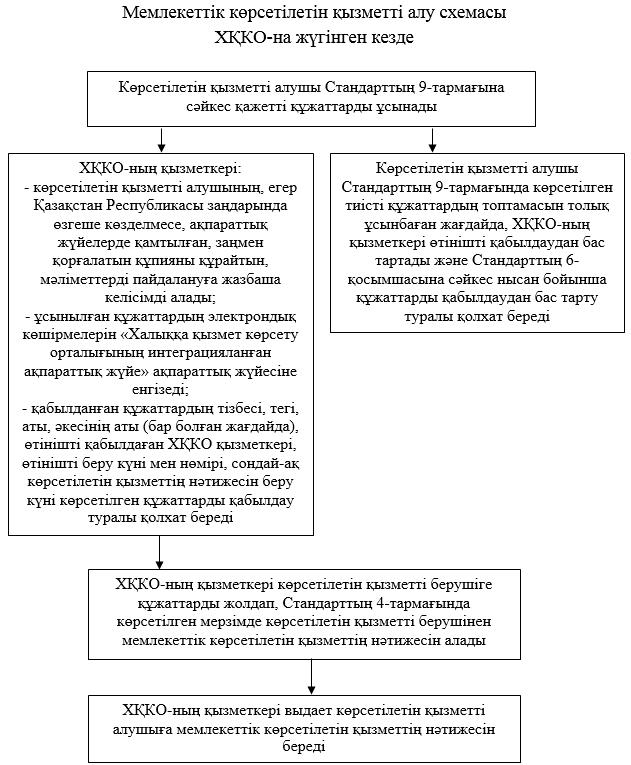 Мемлекеттік көрсетілетін қызметті алу схемасы
ХҚКО-на жүгінген кезде
Көрсетілетін қызметті алушы Стандарттың 9-тармағына
сәйкес қажетті құжаттарды ұсынады
ХҚКО-ның қызметкері:
- көрсетілетін қызметті алушының, егер
Қазақстан Республикасы заңдарында
өзгеше көзделмесе, ақпараттық
жүйелерде қамтылған, заңмен
қорғалатын құпияны құрайтын,
мәліметтерді пайдалануға жазбаша
келісімді алады;
- ұсынылған құжаттардың электрондық
көшірмелерін «Халыққа қызмет көрсету
орталығының интеграцияланған
ақпараттық жүйе» ақпараттық жүйесіне
енгізеді;
- қабылданған құжаттардың тізбесі, тегі,
аты, әкесінің аты (бар болған жағдайда),
өтінішті қабылдаған ХҚКО қызметкері,
өтінішті беру күні мен нөмірі, сондай-ақ
көрсетілетін қызметтің нәтижесін беру
күні көрсетілген құжаттарды қабылдау
туралы қолхат береді
Көрсетілетін қызметті алушы
Стандарттың 9-тармағында көрсетілген
тиісті құжаттардың топтамасын толық
ұсынбаған жағдайда, ХҚКО-ның
қызметкері өтінішті қабылдаудан бас
тартады және Стандарттың 6-
қосымшасына сәйкес нысан бойынша
құжаттарды қабылдаудан бас тарту
туралы қолхат береді
ХҚКО-ның қызметкері көрсетілетін қызметті берушіге
құжаттарды жолдап, Стандарттың 4-тармағында
көрсетілген мерзімде көрсетілетін қызметті берушінен
мемлекеттік көрсетілетін қызметтің нәтижесін алады
ХҚКО-ның қызметкері выдает көрсетілетін қызметті
алушыға мемлекеттік көрсетілетін қызметтің нәтижесін
береді